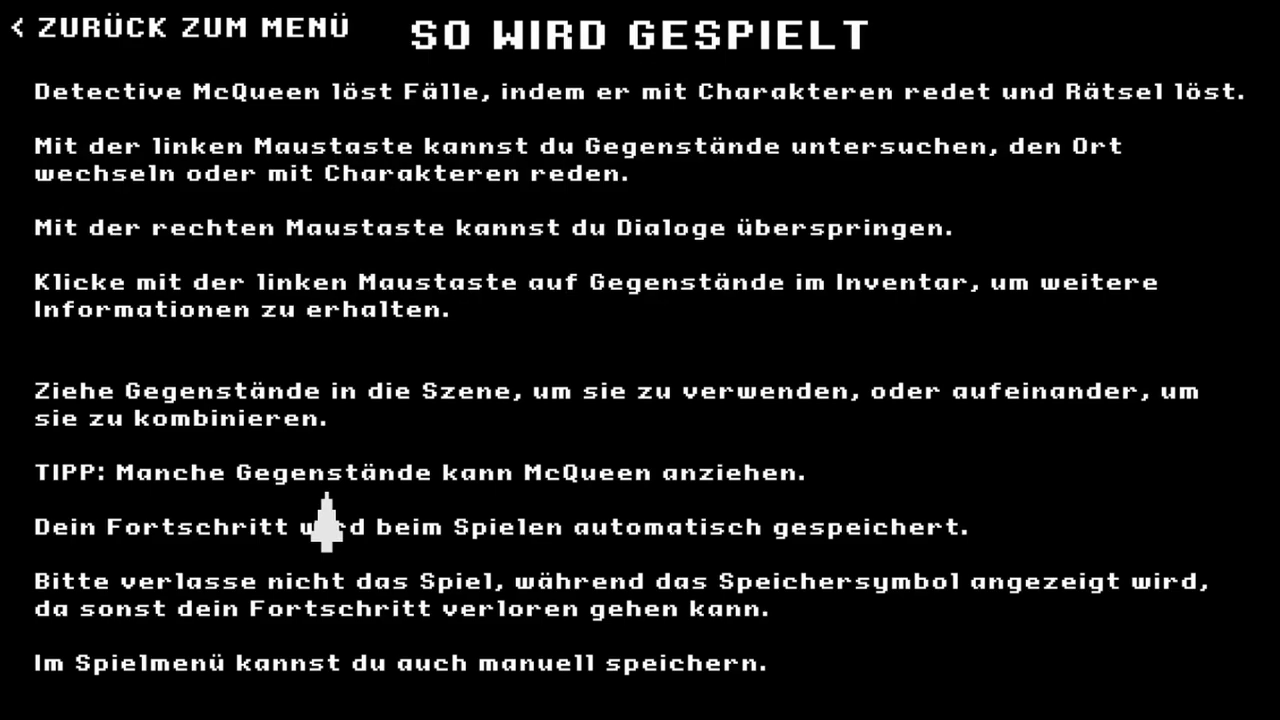 < ZURÜCK ZUM MENÜ
SO WIRD GESPIELT
Detective McQueen löst Fälle, indem er mit Charakteren redet und Rätsel löst.
Mit der linken Maustaste kannst du Gegenstände untersuchen, den Ort
wechseln oder mit Charakteren reden.
Mit der rechten Maustaste kannst du Dialoge überspringen.
Klicke mit der linken Maustaste auf Gegenstände im Inventar, um weitere
Informationen zu erhalten.
Ziehe Gegenstände in die Szene, um sie zu verwenden, oder aufeinander, um
sie zu kombinieren.
TIPP: Manche Gegenstände kann McQueen anziehen.
Dein Fortschritt wird beim Spielen automatisch gespeichert.
Bitte verlasse nicht das Spiel, während das Speichersymbol angezeigt wird,
da sonst dein Fortschritt verloren gehen kann.
Im Spielmenü kannst du auch manuell speichern.